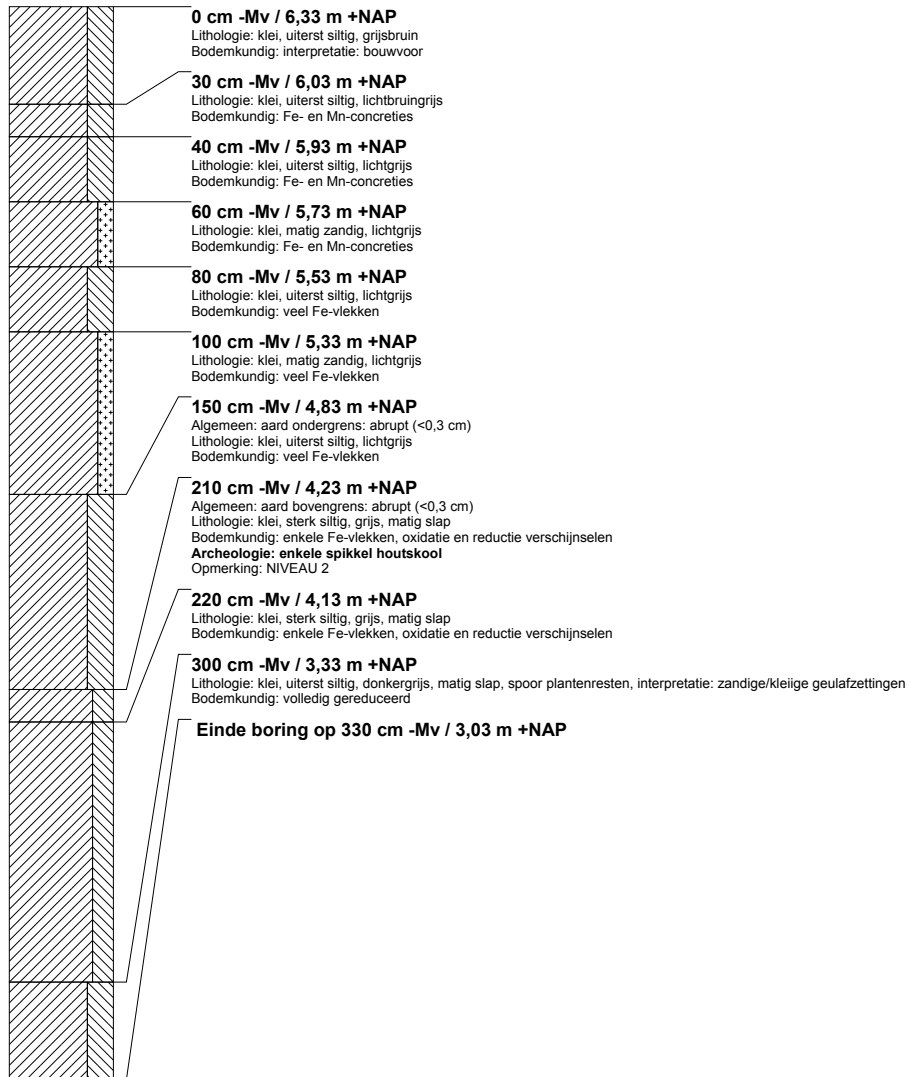 0 cm -Mv / 6,33 m +NAP
Lithologie: klei, uiterst siltig, grijsbruin
Bodemkundig: interpretatie: bouwvoor
30 cm -Mv / 6,03 m +NAP
Lithologie: klei, uiterst siltig, lichtbruingrijs
Bodemkundig: Fe- en Mn-concreties
40 cm -Mv / 5,93 m +NAP
Lithologie: klei, uiterst siltig, lichtgrijs
Bodemkundig: Fe- en Mn-concreties
60 cm -Mv / 5,73 m +NAP
Lithologie: klei, matig zandig, lichtgrijs
Bodemkundig: Fe- en Mn-concreties
80 cm -Mv / 5,53 m +NAP
Lithologie: klei, uiterst siltig, lichtgrijs
Bodemkundig: veel Fe-vlekken
100 cm -Mv / 5,33 m +NAP
Lithologie: klei, matig zandig, lichtgrijs
Bodemkundig: veel Fe-vlekken
150 cm -Mv / 4,83 m +NAP
Algemeen: aard ondergrens: abrupt (<0,3 cm)
Lithologie: klei, uiterst siltig, lichtgrijs
Bodemkundig: veel Fe-vlekken
210 cm -Mv / 4,23 m +NAP
Algemeen: aard bovengrens: abrupt (<0,3 cm)
Lithologie: klei, sterk siltig, grijs, matig slap
Bodemkundig: enkele Fe-vlekken, oxidatie en reductie verschijnselen
Archeologie: enkele spikkel houtskool
Opmerking: NIVEAU 2
220 cm -Mv / 4,13 m +NAP
Lithologie: klei, sterk siltig, grijs, matig slap
Bodemkundig: enkele Fe-vlekken, oxidatie en reductie verschijnselen
300 cm -Mv / 3,33 m +NAP
Lithologie: klei, uiterst siltig, donkergrijs, matig slap, spoor plantenresten, interpretatie: zandige/kleiige geulafzettingen
Bodemkundig: volledig gereduceerd
Einde boring op 330 cm -Mv / 3,03 m +NAP